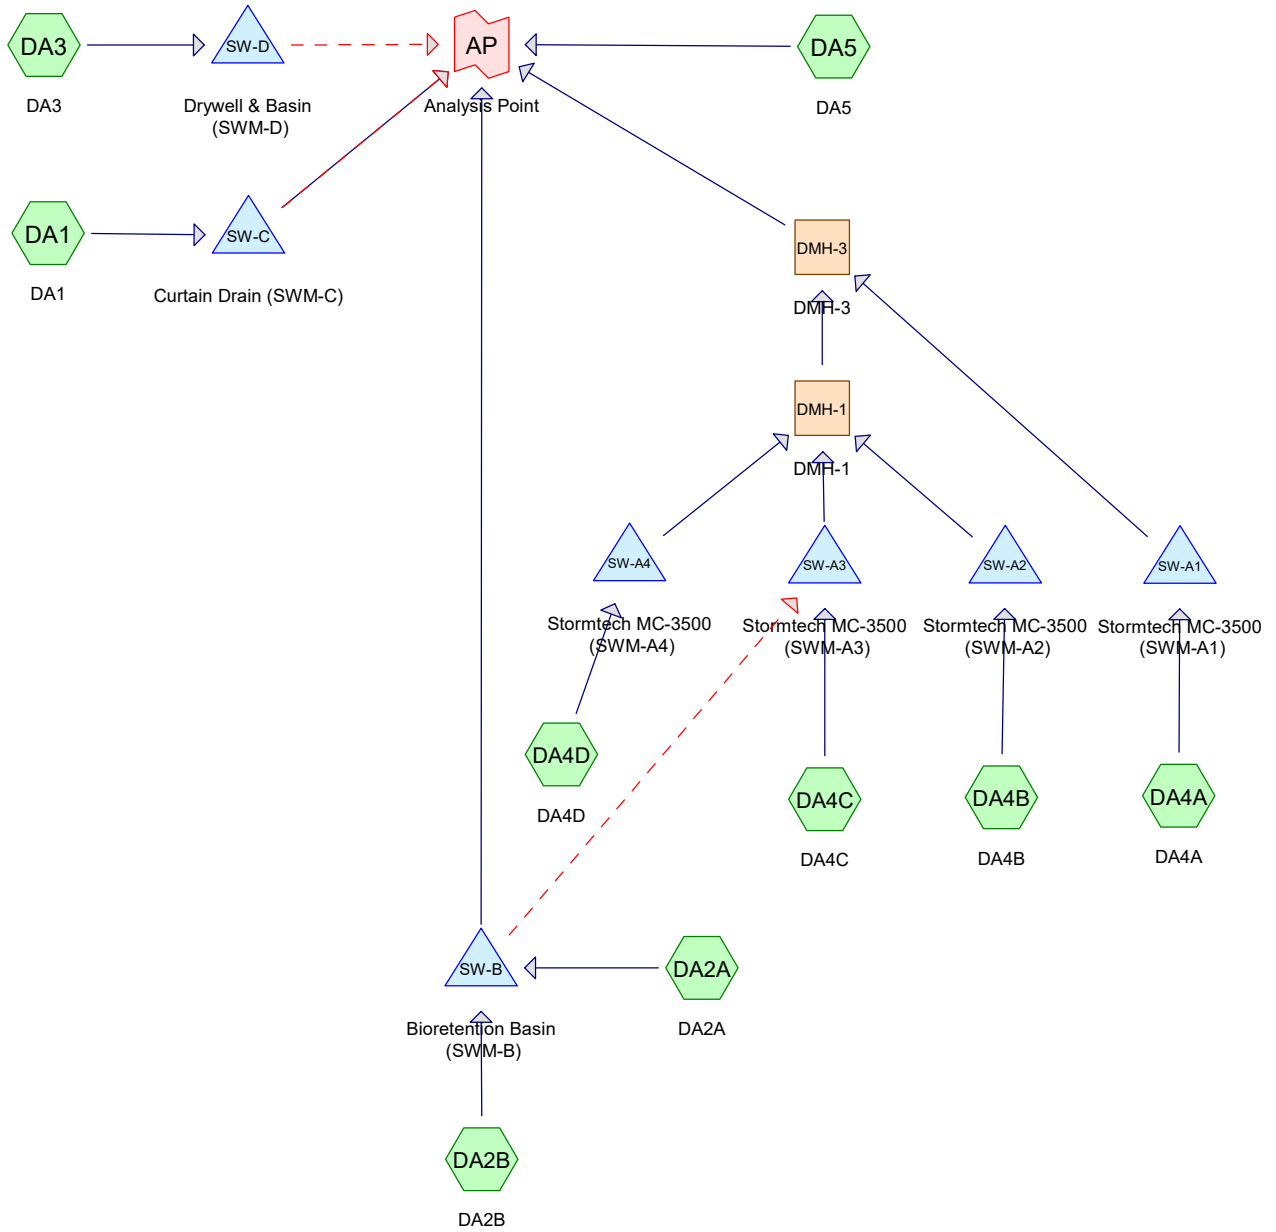 DA3
SW-D
AP
DA5
DA3
Drywell & Basin
(SWM-D)
Analysis Point
DA5
DA1
SW-C
DMH-3
DA1
Curtain Drain (SWM-C)
DMH-3
DMH-1
DMH-1
SW-A4
SW-A3
SW-A2
SW-A1
Stormtech MC-3500
(SWM-A4)
Stormtech MC-3500
(SWM-A3)
Stormtech MC-3500
(SWM-A2)
Stormtech MC-3500
(SWM-A1)
DA4D
DA4C
DA4B
DA4A
DA4D
DA4C
DA4B
DA4A
SW-B
DA2A
Bioretention Basin
(SWM-B)
DA2A
DA2B
DA2B